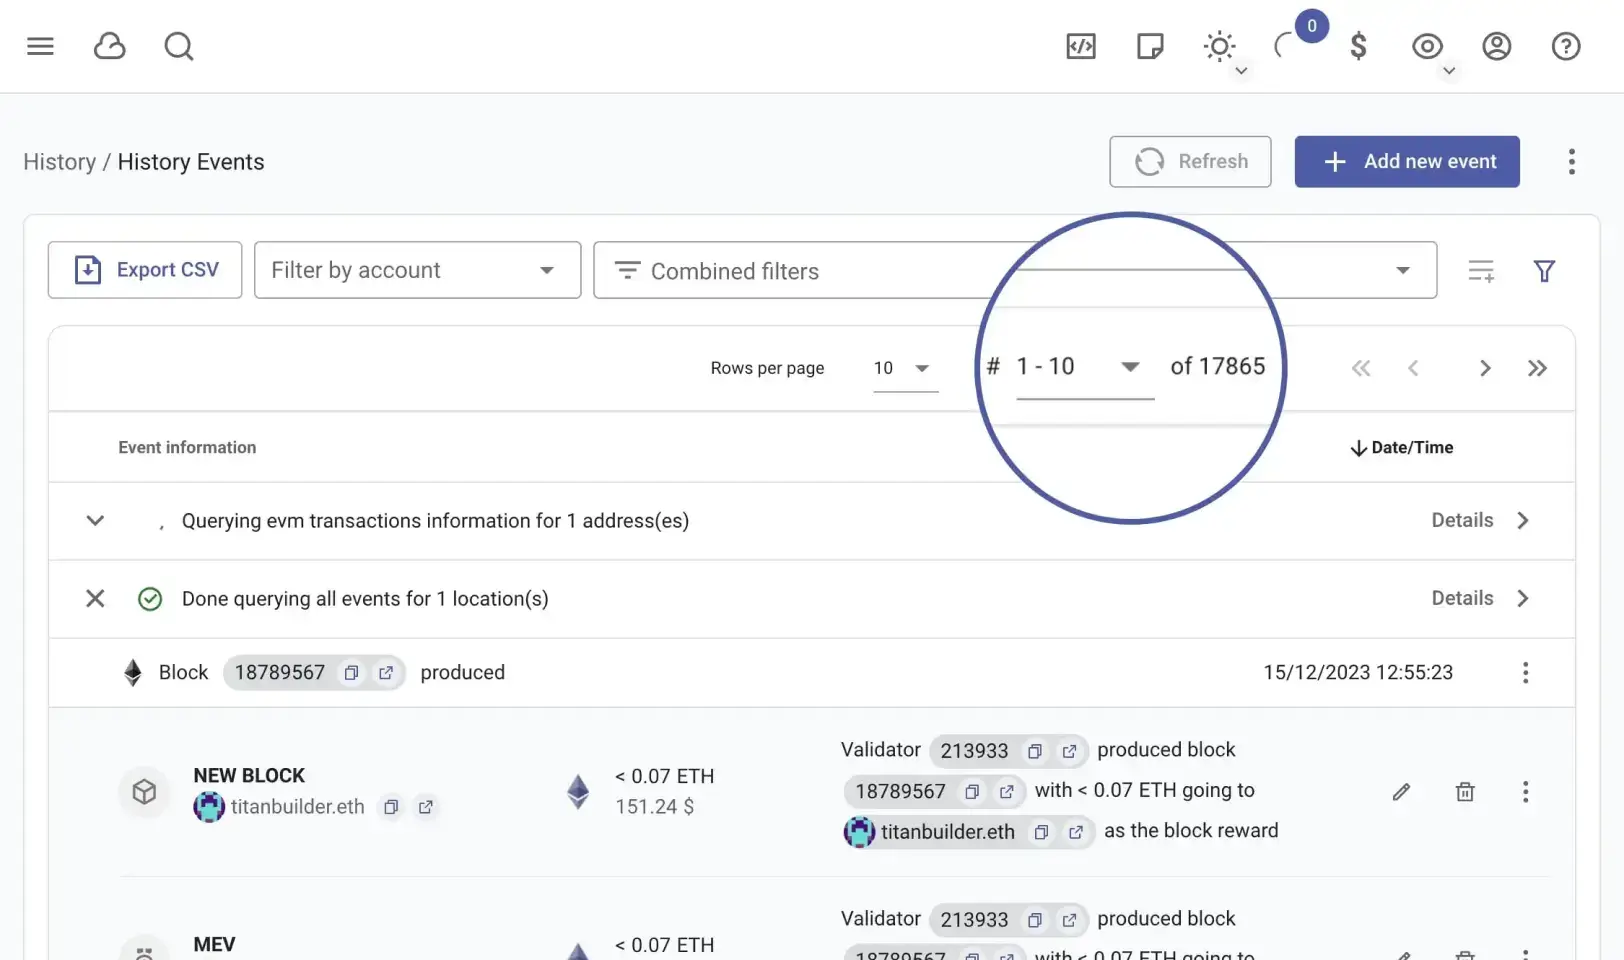 0
History / History Events
Refresh
Add new event
Export CSV
Filter by account
Combined filters
Rows per page
10
# 1 - 10
of 17865
Event information
Date/Time
Querying evm transactions information for 1 address(es)
Details
Done querying all events for 1 location(s)
Details
Block 18789567 produced
15/12/2023 12:55:23
NEW BLOCK
titanbuilder.eth
< 0.07 ETH
151.24 $
Validator 213933 produced block
18789567 with < 0.07 ETH going to
titanbuilder.eth as the block reward
MEV
< 0.07 ETH
Validator 213933 produced block
18789567 with < 0.07 ETH going to